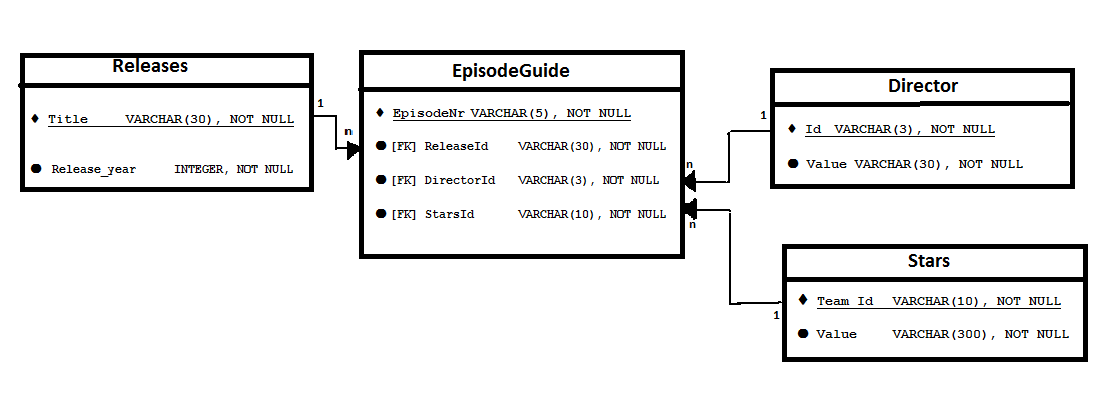 Releases
Title VARCHAR(30), NOT NULL
Release_year INTEGER, NOT NULL
1
n
EpisodeGuide
EpisodeNr VARCHAR(5), NOT NULL
[FK] ReleaseId VARCHAR(30), NOT NULL
[FK] DirectorId VARCHAR(3), NOT NULL
[FK] StarsId VARCHAR(10), NOT NULL
n
n
1
Director
Id VARCHAR(3), NOT NULL
Value VARCHAR(30), NOT NULL
1
Stars
Team_Id VARCHAR(10), NOT NULL
Value VARCHAR(300), NOT NULL